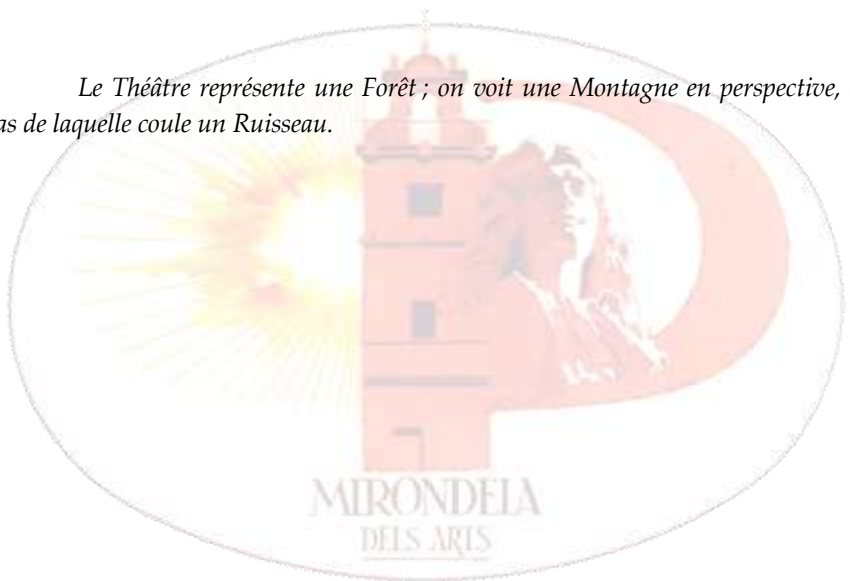 Le Théâtre représente une Forêt ; on voit une Montagne en perspective,
as de laquelle coule un Ruisseau.
MIRONDELA
DELS ARTS